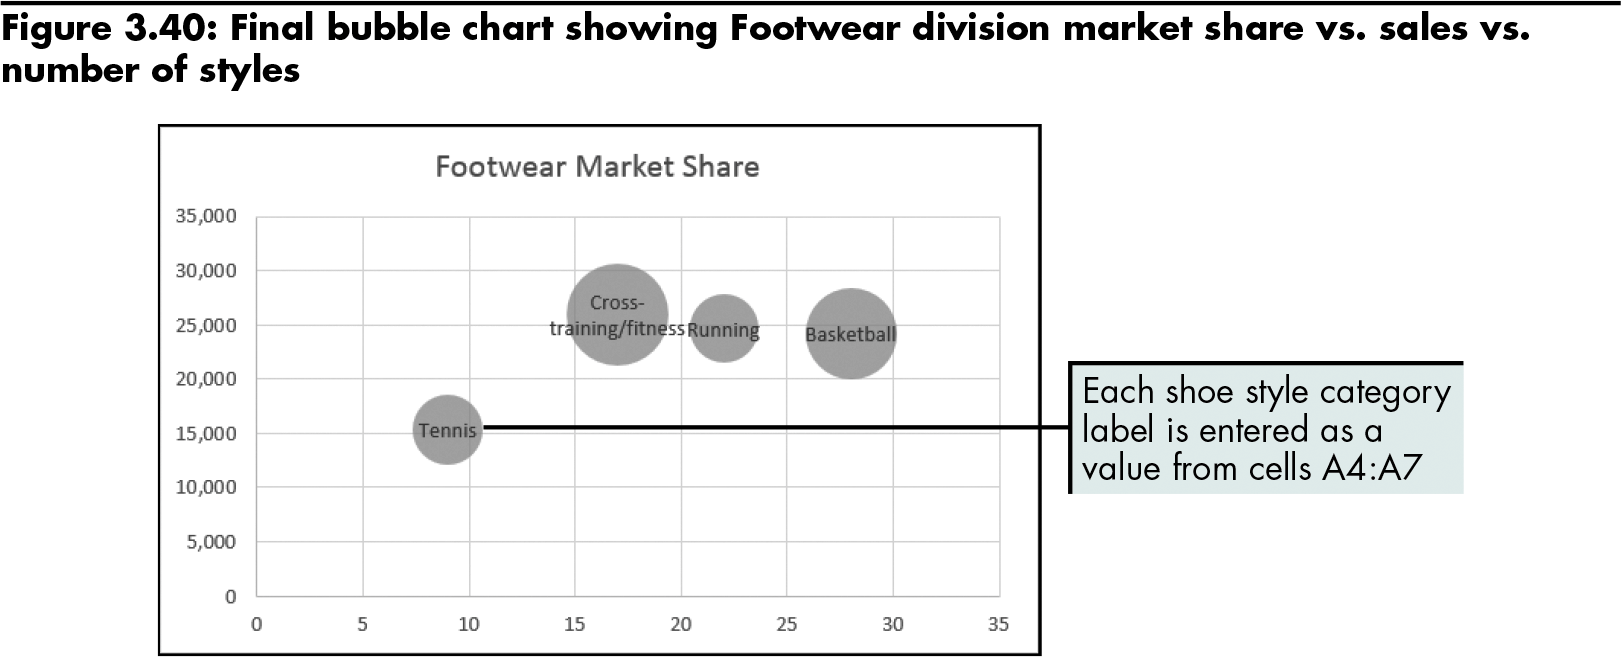 Figure 3.40: Final bubble chart showing Footwear division market share vs. sales vs.
number of styles
Footwear Market Share
35,000
30,000
25,000
20,000
15,000
10,000
5,000
0
0 5 10 15 20 25 30 35
Cross-
training/fitness
Running
Basketball
Tennis
Each shoe style category
label is entered as a
value from cells A4:A7